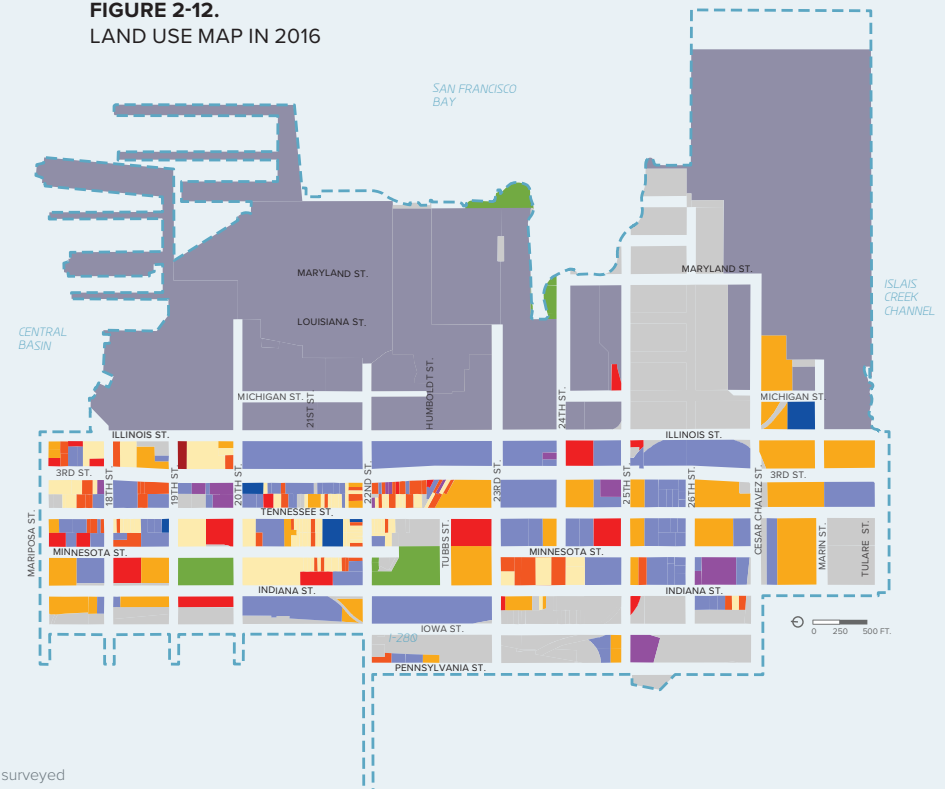 FIGURE 2-12.
LAND USE MAP IN 2016
SAN FRANCISCO
BAY
MARYLAND ST.
MARYLAND ST.
ISLAIS
CREEK
CHANNEL
LOUISIANA ST.
CENTRAL
BASIN
HUMBOLDT ST.
21ST ST.
24TH ST.
MICHIGAN ST.
MICHIGAN ST.
ILLINOIS ST.
ILLINOIS ST.
3RD ST.
3RD ST.
18TH ST.
19TH ST.
20TH ST.
22ND ST.
23RD ST.
25TH ST.
26TH ST.
CESAR CHAVEZ ST.
TENNESSEE ST.
MARIPOSA ST.
TUBBS ST.
MARIN ST.
TULARE ST.
MINNESOTA ST.
MINNESOTA ST.
INDIANA ST.
INDIANA ST.
IOWA ST.
I-280
0 250 500 FT.
PENNSYLVANIA ST.
surveyed